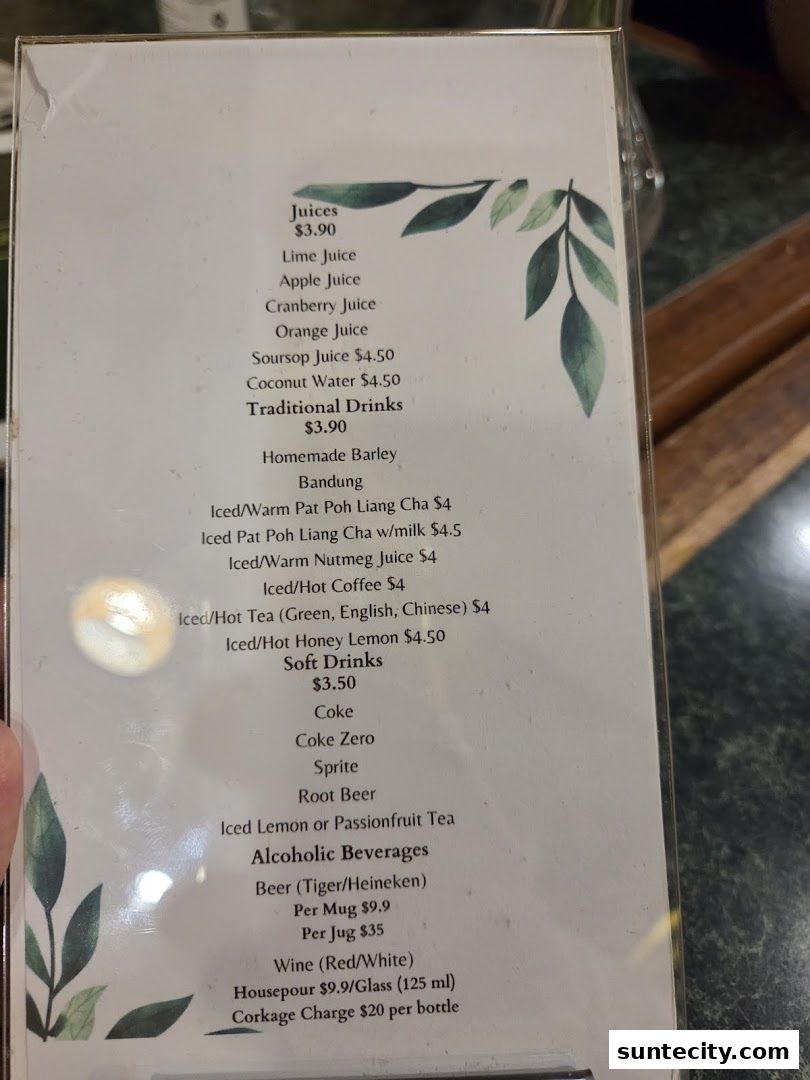 Juices
$3.90
Lime Juice
Apple Juice
Cranberry Juice
Orange Juice
Soursop Juice $4.50
Coconut Water $4.50
Traditional Drinks
$3.90
Homemade Barley
Bandung
Iced/Warm Pat Poh Liang Cha $4
Iced Pat Poh Liang Cha w/milk $4.5
Iced/Warm Nutmeg Juice $4
Iced/Hot Coffee $4
Iced/Hot Tea (Green, English, Chinese) $4
Iced/Hot Honey Lemon $4.50
Soft Drinks
$3.50
Coke
Coke Zero
Sprite
Root Beer
Iced Lemon or Passionfruit Tea
Alcoholic Beverages
Beer (Tiger/Heineken)
Per Mug $9.9
Per Jug $35
Wine (Red/White)
Housepour $9.9/Glass (125 ml)
Corkage Charge $20 per bottle
suntecity.com